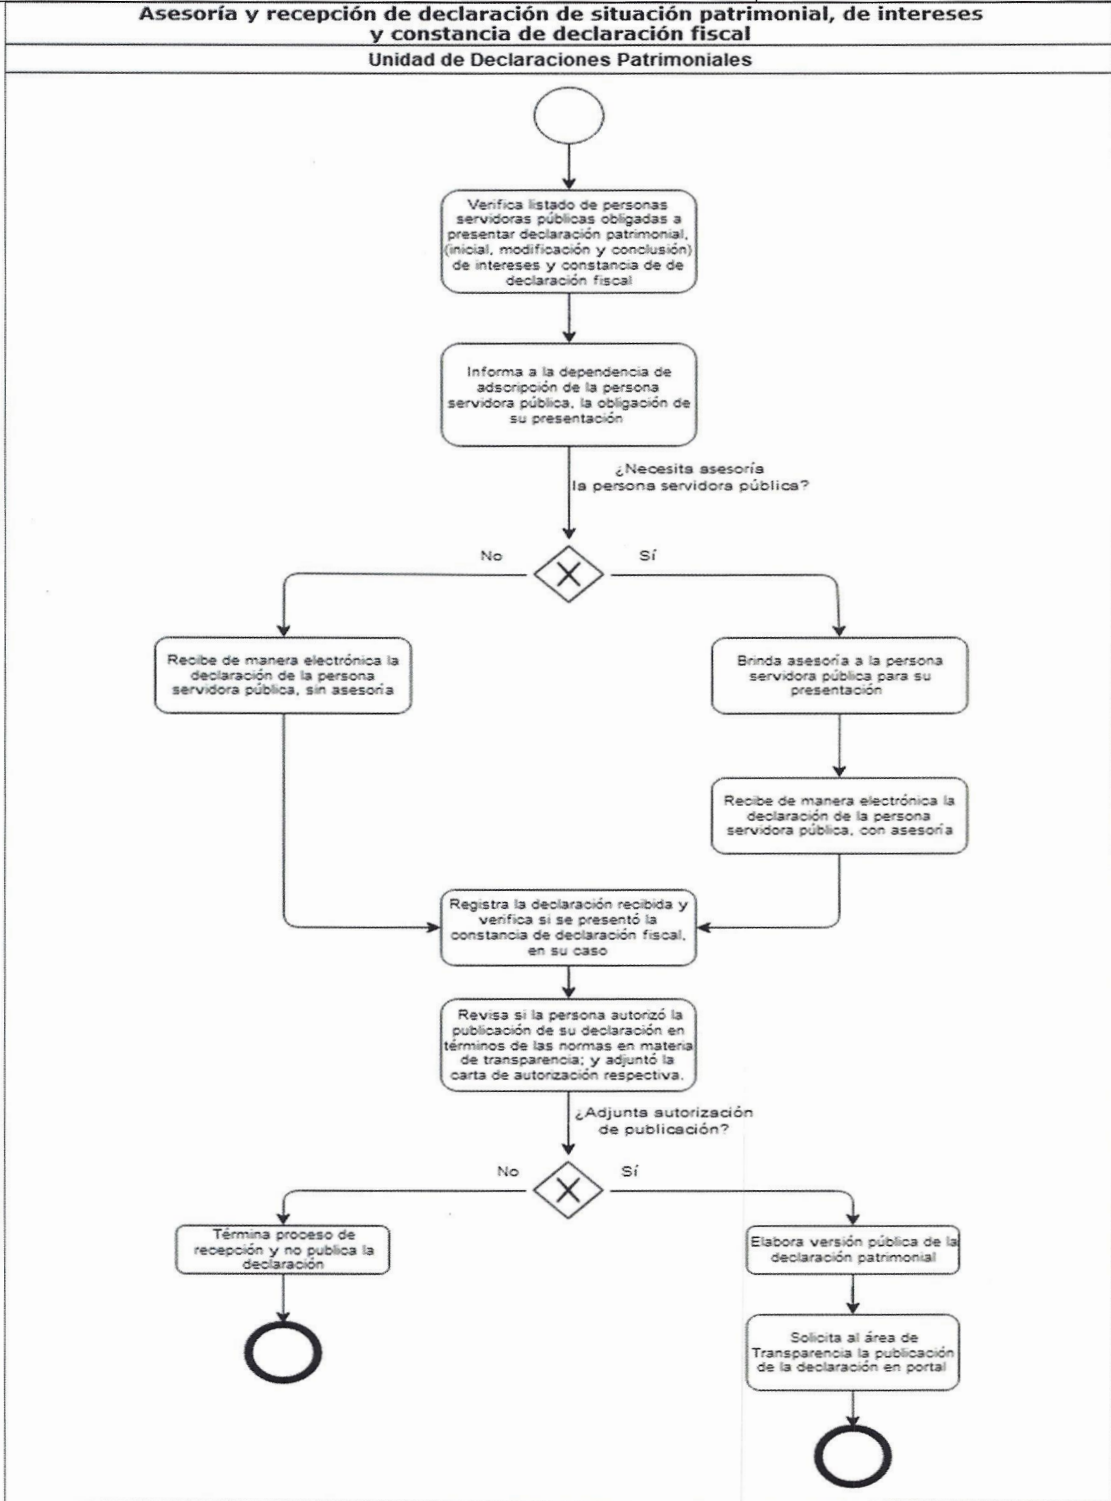 Asesoría y recepción de declaración de situación patrimonial, de intereses
y constancia de declaración fiscal
Unidad de Declaraciones Patrimoniales
Verifica listado de personas
servidoras públicas obligadas a
presentar declaración patrimonial,
(inicial, modificación y conclusión)
de intereses y constancia de de
declaración fiscal
Informa a la dependencia de
adscripción de la persona
servidora pública, la obligación de
su presentación
¿Necesita asesoría
la persona servidora pública?
No
Sí
Recibe de manera electrónica la
declaración de la persona
servidora pública, sin asesoría
Brinda asesoría a la persona
servidora pública para su
presentación
Recibe de manera electrónica la
declaración de la persona
servidora pública, con asesoría
Registra la declaración recibida y
verifica si se presentó la
constancia de declaración fiscal,
en su caso
Revisa si la persona autorizó la
publicación de su declaración en
términos de las normas en materia
de transparencia; y adjuntó la
carta de autorización respectiva.
¿Adjunta autorización
de publicación?
No
Sí
Términa proceso de
recepción y no publica la
declaración
Elabora versión pública de la
declaración patrimonial
Solicita al área de
Transparencia la publicación
de la declaración en portal